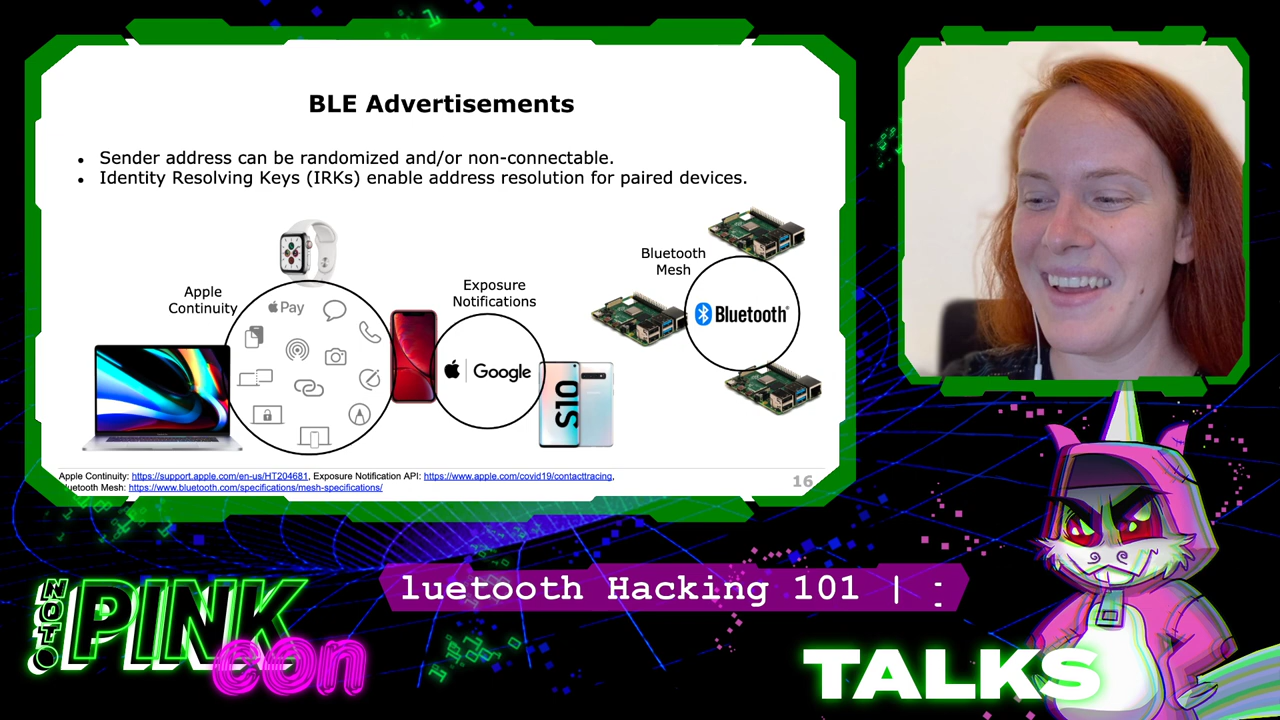 BLE Advertisements
• Sender address can be randomized and/or non-connectable.
• Identity Resolving Keys (IRKs) enable address resolution for paired devices.
Apple
Continuity
Pay
Exposure
Notifications
Google
S10
Bluetooth
Mesh
Bluetooth®
Apple Continuity: https://support.apple.com/en-us/HT204681, Exposure Notification API: https://www.apple.com/covid19/contacttracing,
luetooth Mesh: https://www.bluetooth.com/specifications/mesh-specifications/
16
luetooth Hacking 101 |
NOT
PINK
con
TALKS